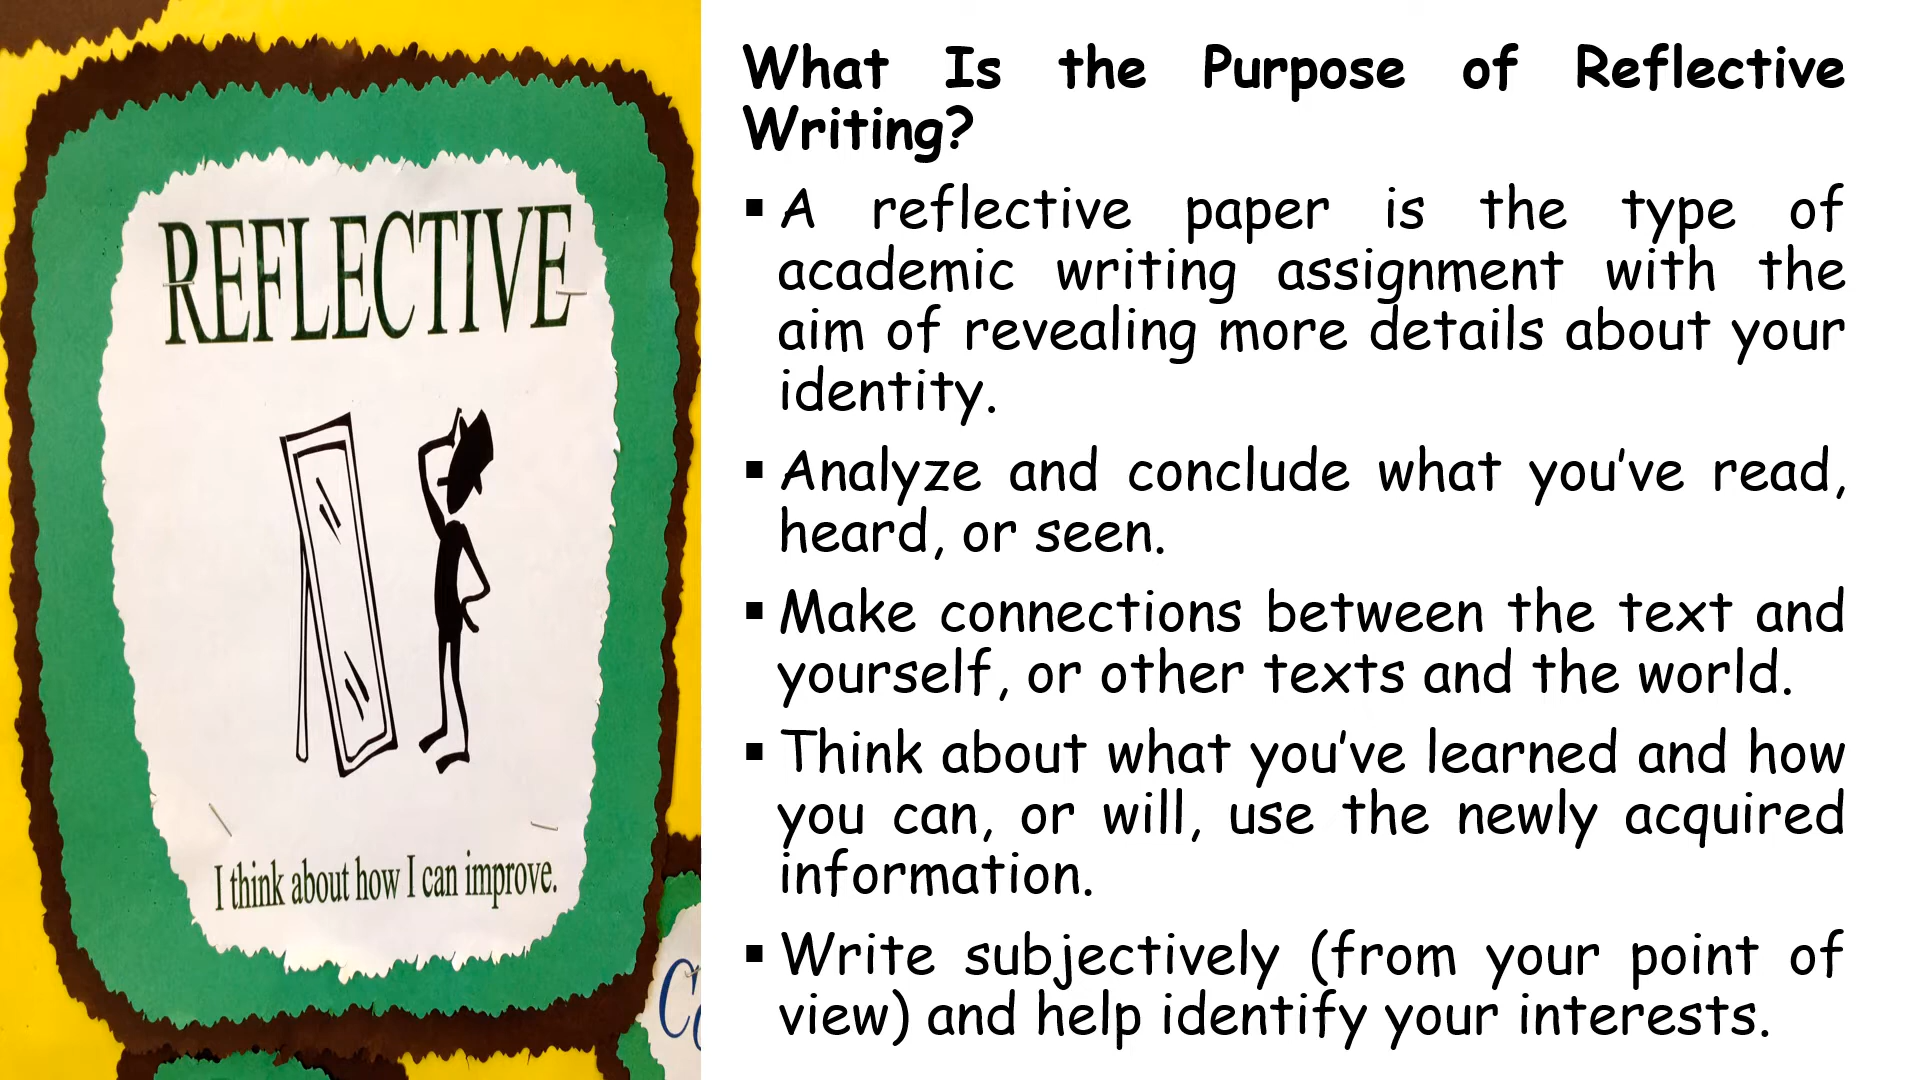 REFLECTIVE
I think about how I can improve.
What Is the Purpose of Reflective
Writing?
▪ A reflective paper is the type of
academic writing assignment with the
aim of revealing more details about your
identity.
▪ Analyze and conclude what you’ve read,
heard, or seen.
▪ Make connections between the text and
yourself, or other texts and the world.
▪ Think about what you’ve learned and how
you can, or will, use the newly acquired
information.
▪ Write subjectively (from your point of
view) and help identify your interests.